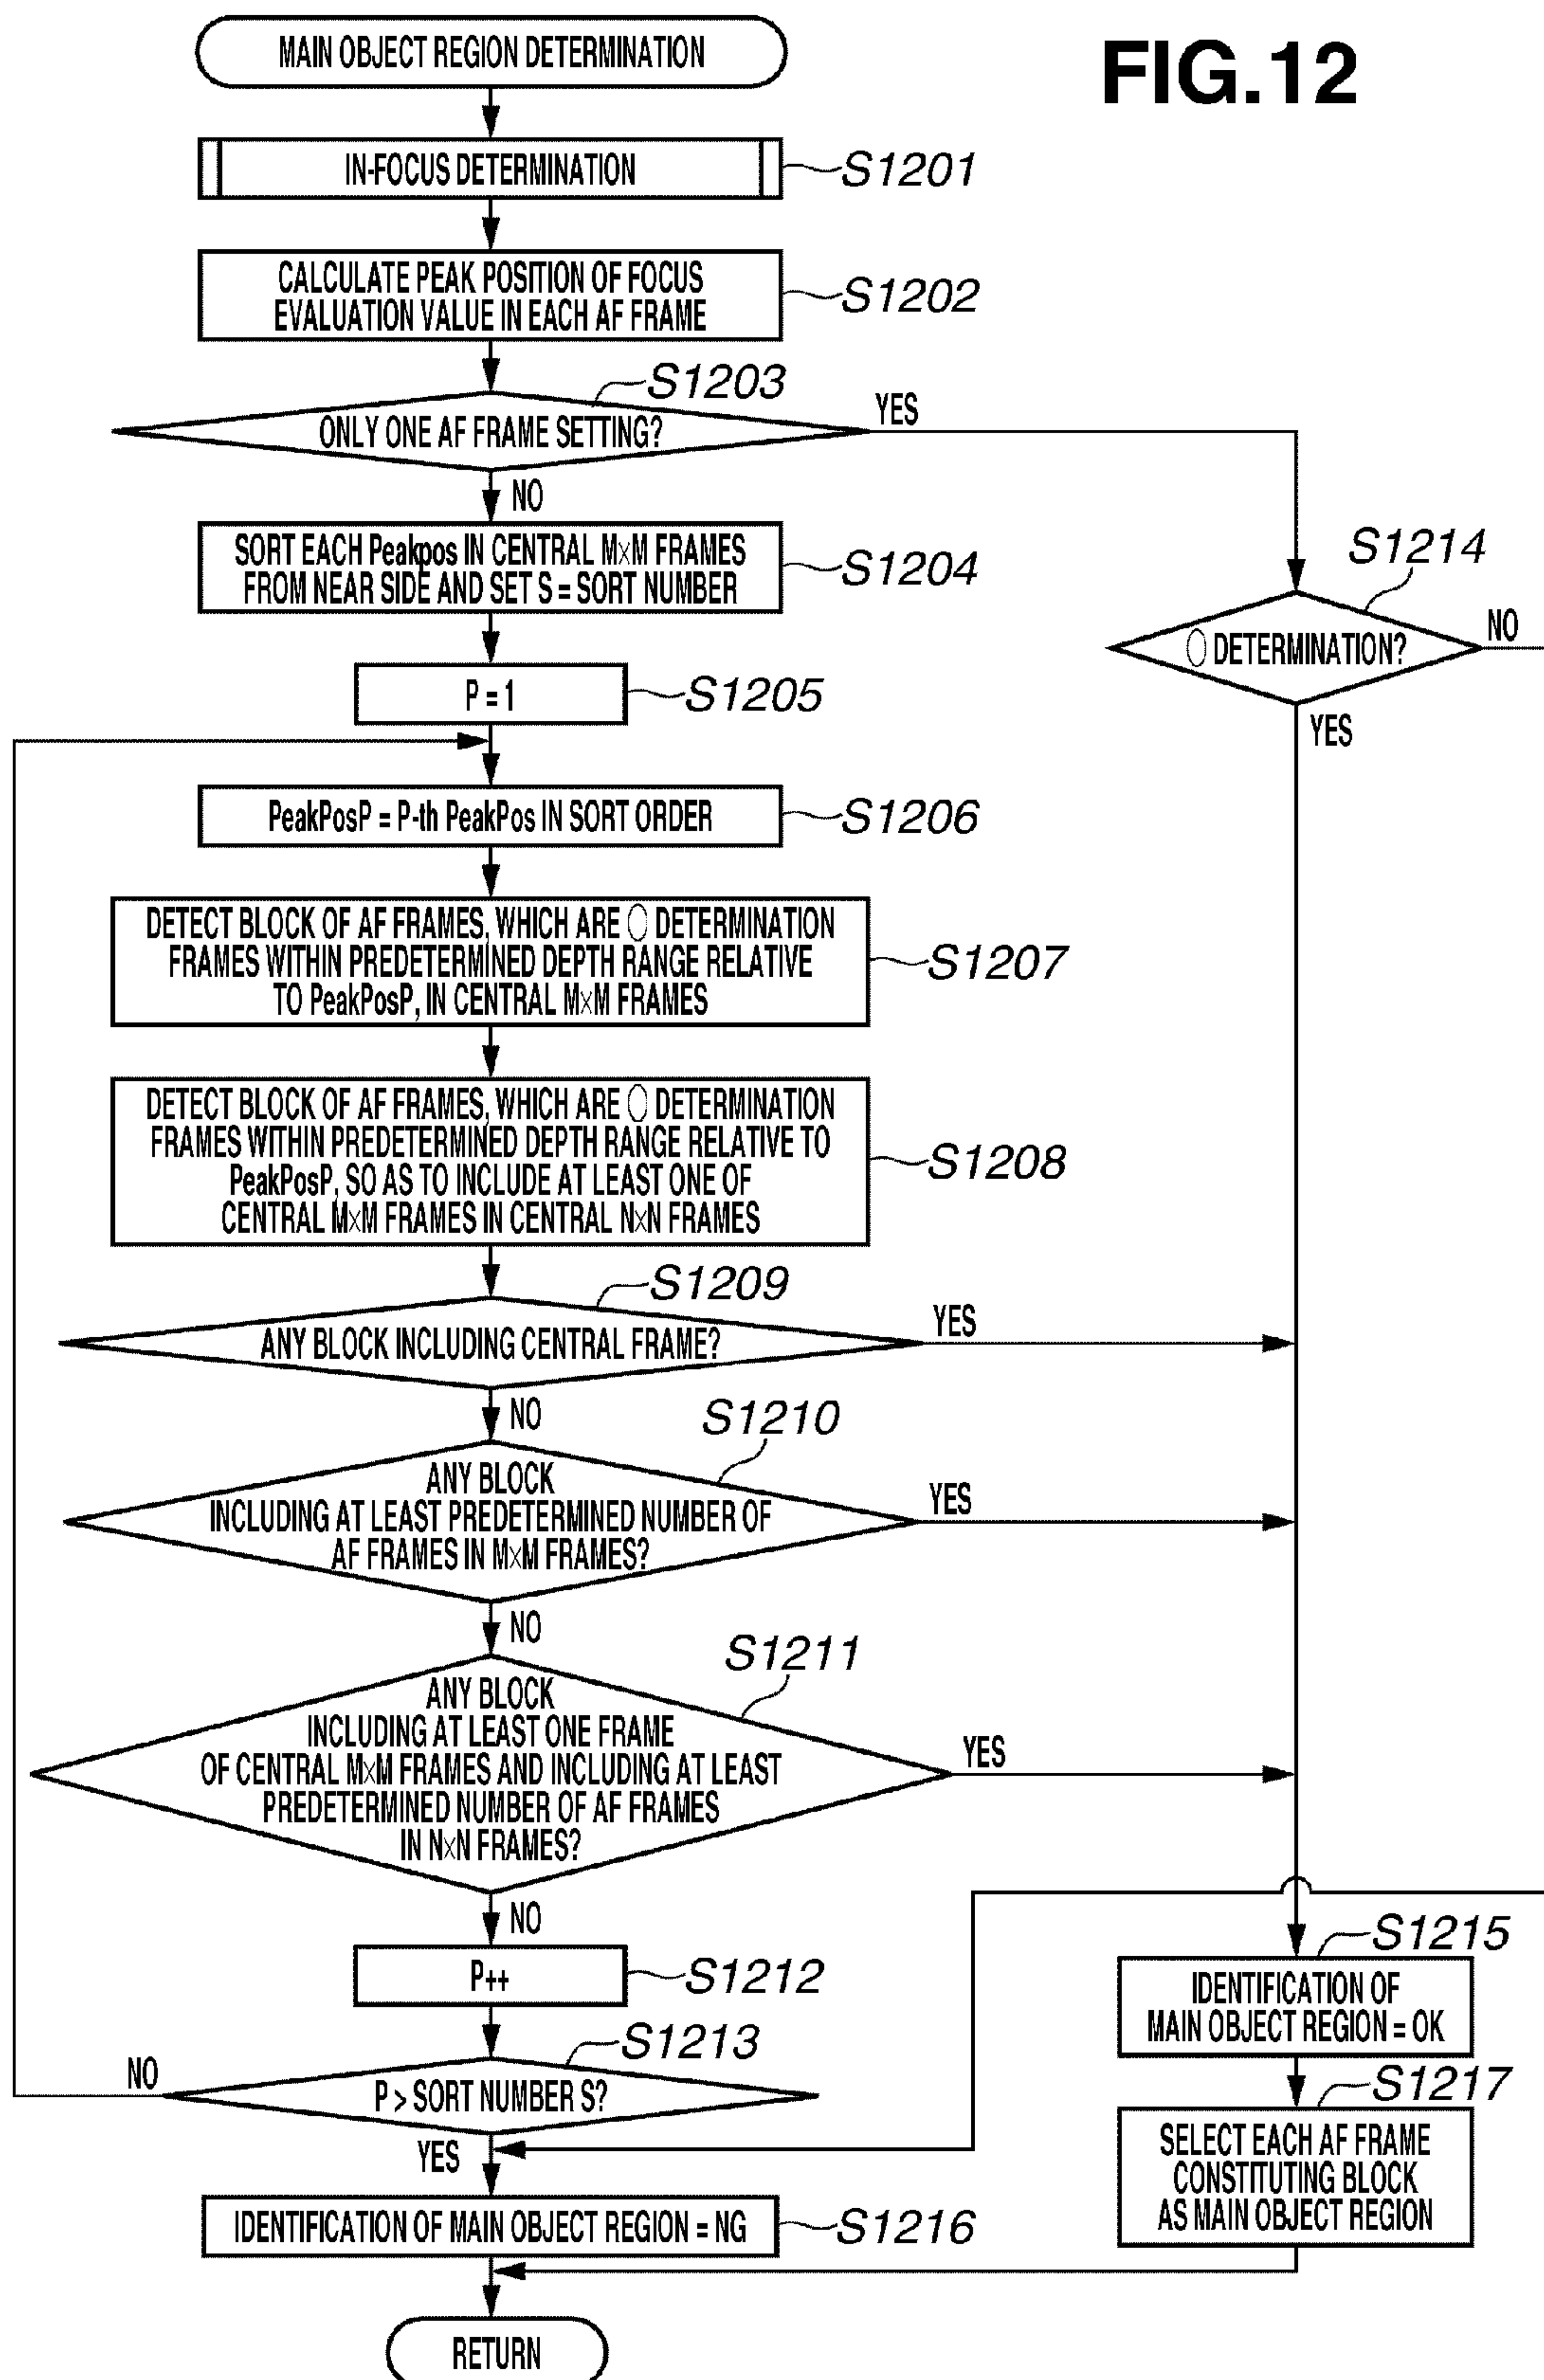 FIG.12
MAIN OBJECT REGION DETERMINATION
IN-FOCUS DETERMINATION
S1201
CALCULATE PEAK POSITION OF FOCUS
EVALUATION VALUE IN EACH AF FRAME
S1202
S1203
ONLY ONE AF FRAME SETTING?
YES
NO
SORT EACH Peakpos IN CENTRAL M×M FRAMES
FROM NEAR SIDE AND SET S = SORT NUMBER
S1204
S1214
○ DETERMINATION?
NO
YES
P = 1
S1205
PeakPosP = P-th PeakPos IN SORT ORDER
S1206
DETECT BLOCK OF AF FRAMES, WHICH ARE ○ DETERMINATION
FRAMES WITHIN PREDETERMINED DEPTH RANGE RELATIVE
TO PeakPosP, IN CENTRAL M×M FRAMES
S1207
DETECT BLOCK OF AF FRAMES, WHICH ARE ○ DETERMINATION
FRAMES WITHIN PREDETERMINED DEPTH RANGE RELATIVE TO
PeakPosP, SO AS TO INCLUDE AT LEAST ONE OF
CENTRAL M×M FRAMES IN CENTRAL N×N FRAMES
S1208
S1209
ANY BLOCK INCLUDING CENTRAL FRAME?
YES
NO
S1210
ANY BLOCK
INCLUDING AT LEAST PREDETERMINED NUMBER OF
AF FRAMES IN M×M FRAMES?
YES
NO
S1211
ANY BLOCK
INCLUDING AT LEAST ONE FRAME
OF CENTRAL M×M FRAMES AND INCLUDING AT LEAST
PREDETERMINED NUMBER OF AF FRAMES
IN N×N FRAMES?
YES
NO
P++
S1212
S1213
P > SORT NUMBER S?
NO
YES
S1215
IDENTIFICATION OF
MAIN OBJECT REGION = OK
S1217
SELECT EACH AF FRAME
CONSTITUTING BLOCK
AS MAIN OBJECT REGION
IDENTIFICATION OF MAIN OBJECT REGION = NG
S1216
RETURN